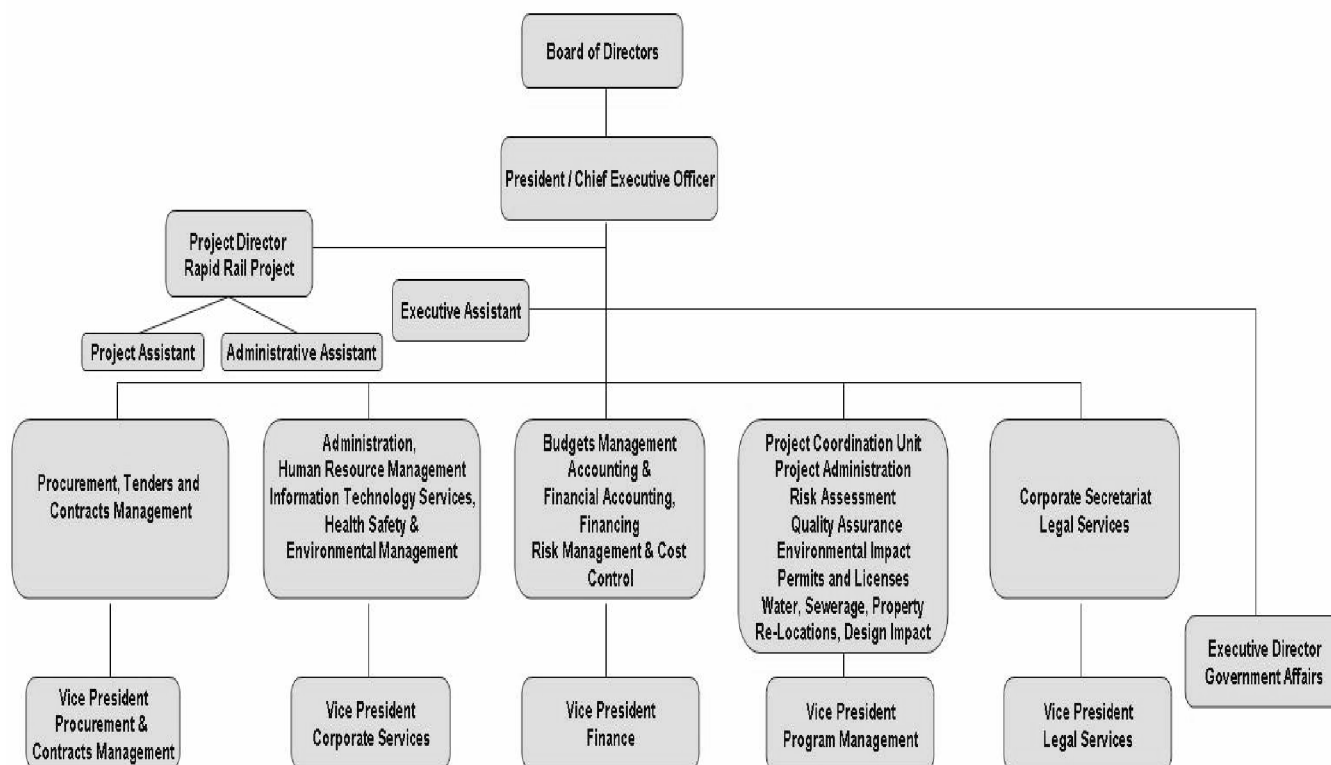 Board of Directors
President / Chief Executive Officer
Project Director
Rapid Rail Project
Executive Assistant
Project Assistant
Administrative Assistant
Procurement, Tenders and
Contracts Management
Administration,
Human Resource Management
Information Technology Services,
Health Safety &
Environmental Management
Budgets Management
Accounting &
Financial Accounting,
Financing
Risk Management & Cost
Control
Project Coordination Unit
Project Administration
Risk Assessment
Quality Assurance
Environmental Impact
Permits and Licenses
Water, Sewerage, Property
Re-Locations, Design Impact
Corporate Secretariat
Legal Services
Executive Director
Government Affairs
Vice President
Procurement &
Contracts Management
Vice President
Corporate Services
Vice President
Finance
Vice President
Program Management
Vice President
Legal Services